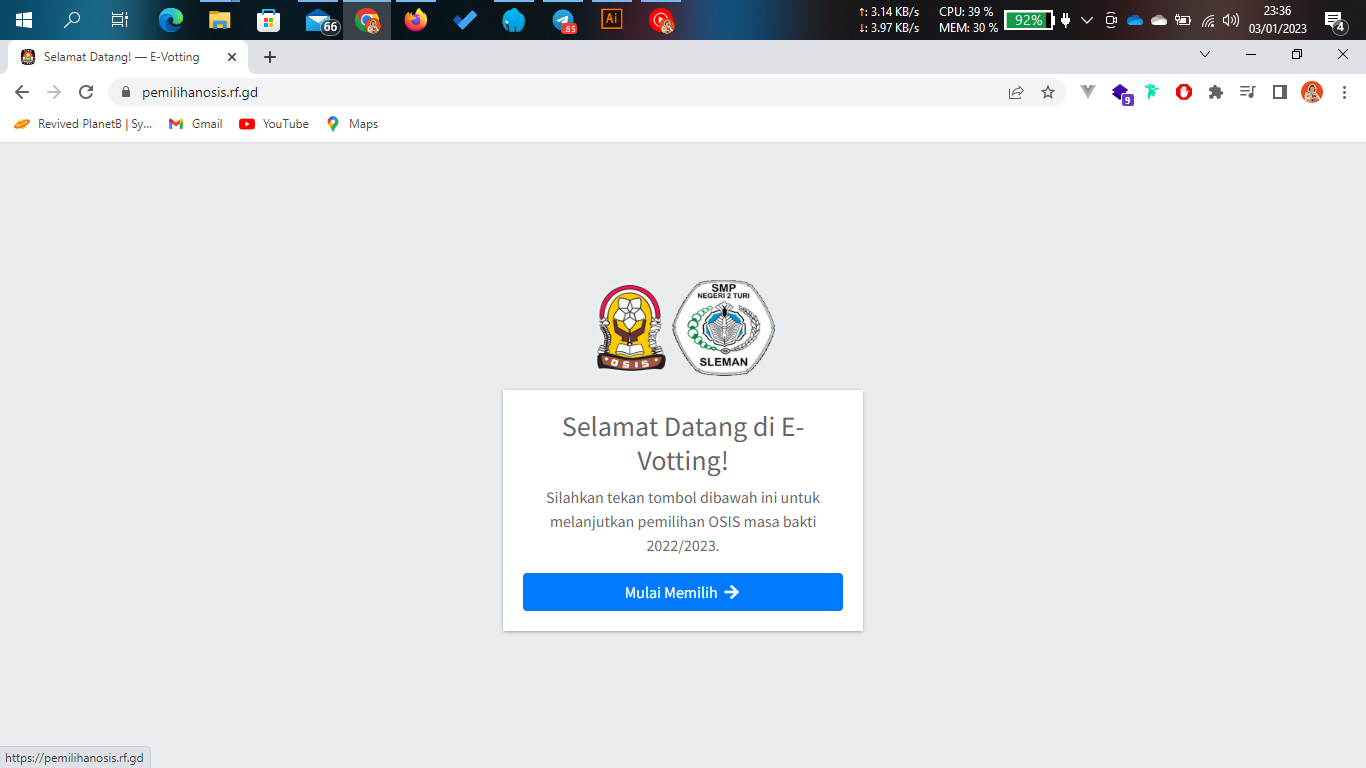 66
Ai
.85
↑: 3.14 KB/s
↓: 3.97 KB/s
CPU: 39 %
MEM: 30 %
92%
23:36
03/01/2023
4
Selamat Datang! — E-Votting
pemilihanosis.rf.gd
9
Revived PlanetB | Sy...
Gmail
YouTube
Maps
OSIS
SMP
NEGERI 2 TURI
SLEMAN
Selamat Datang di E-
Votting!
Silahkan tekan tombol dibawah ini untuk
melanjutkan pemilihan OSIS masa bakti
2022/2023.
Mulai Memilih →
https://pemilihanosis.rf.gd